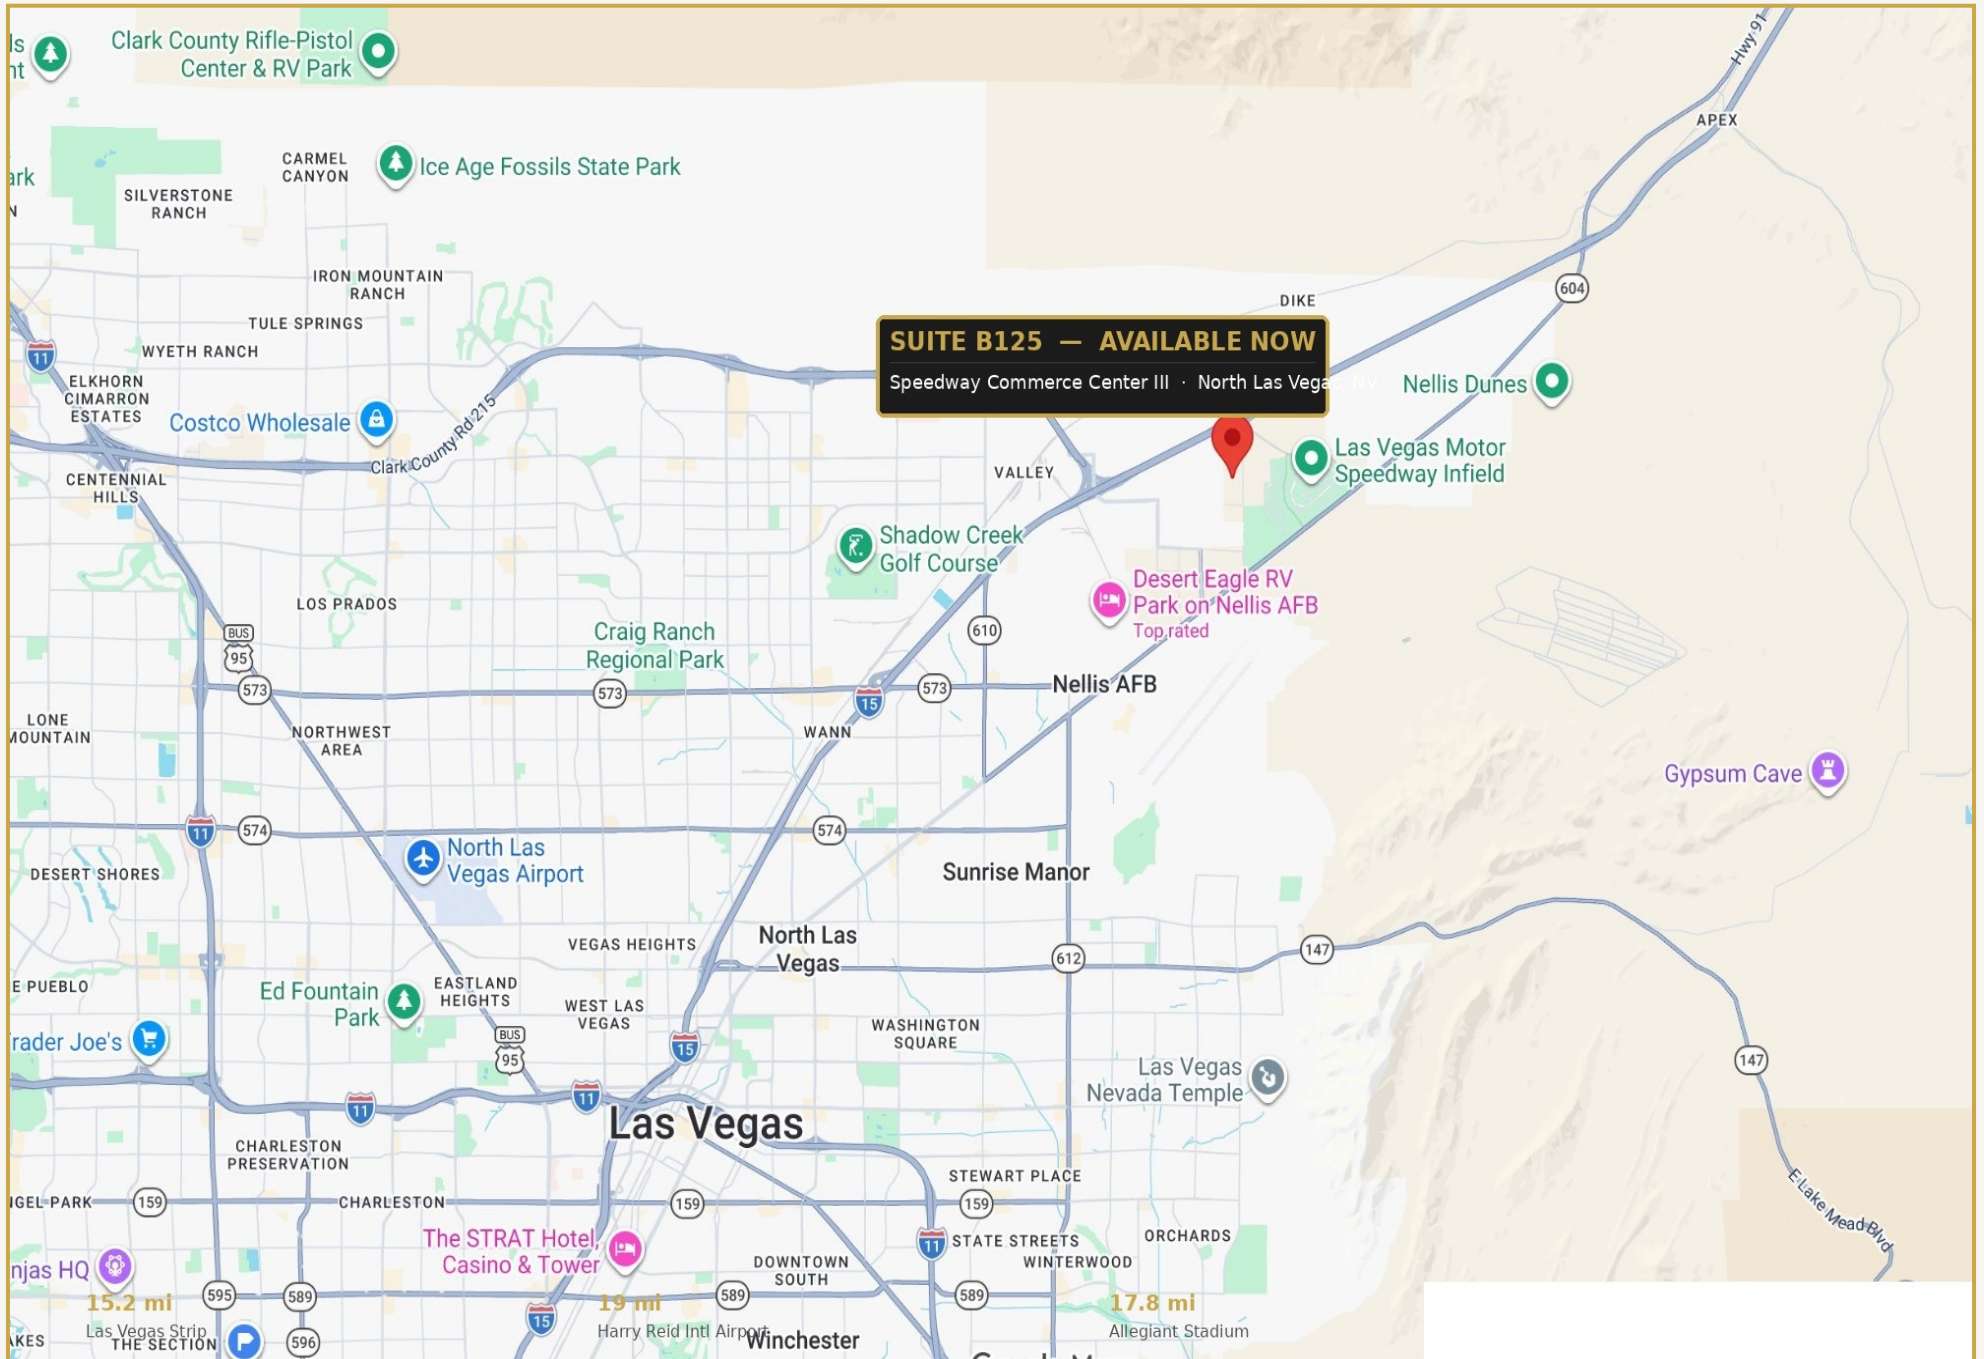 Hwy 91
ls
nt
Clark County Rifle-Pistol
Center & RV Park
APEX
CARMEL
CANYON
Ice Age Fossils State Park
ark
SILVERSTONE
RANCH
N
IRON MOUNTAIN
RANCH
604
DIKE
TULE SPRINGS
SUITE B125 — AVAILABLE NOW
WYETH RANCH
11
Speedway Commerce Center III · North Las Vegas, NV
Nellis Dunes
ELKHORN
CIMARRON
ESTATES
Costco Wholesale
Clark County Rd 215
Las Vegas Motor
Speedway Infield
VALLEY
CENTENNIAL
HILLS
Shadow Creek
Golf Course
Desert Eagle RV
Park on Nellis AFB
Top rated
LOS PRADOS
BUS
95
Craig Ranch
Regional Park
610
573
573
573
15
Nellis AFB
LONE
MOUNTAIN
NORTHWEST
AREA
WANN
Gypsum Cave
11
574
574
North Las
Vegas Airport
DESERT SHORES
Sunrise Manor
VEGAS HEIGHTS
North Las
Vegas
612
147
E PUEBLO
Ed Fountain
Park
EASTLAND
HEIGHTS
WEST LAS
VEGAS
WASHINGTON
SQUARE
rader Joe's
BUS
95
15
147
Las Vegas
Nevada Temple
11
11
Las Vegas
CHARLESTON
PRESERVATION
STEWART PLACE
E Lake Mead Blvd
NGEL PARK
159
CHARLESTON
159
159
The STRAT Hotel,
Casino & Tower
11
STATE STREETS
ORCHARDS
WINTERWOOD
DOWNTOWN
SOUTH
njas HQ
595
589
589
589
15.2 mi
19 mi
17.8 mi
15
Las Vegas Strip
Harry Reid Intl Airport
Allegiant Stadium
AKES
THE SECTION
P
596
Winchester